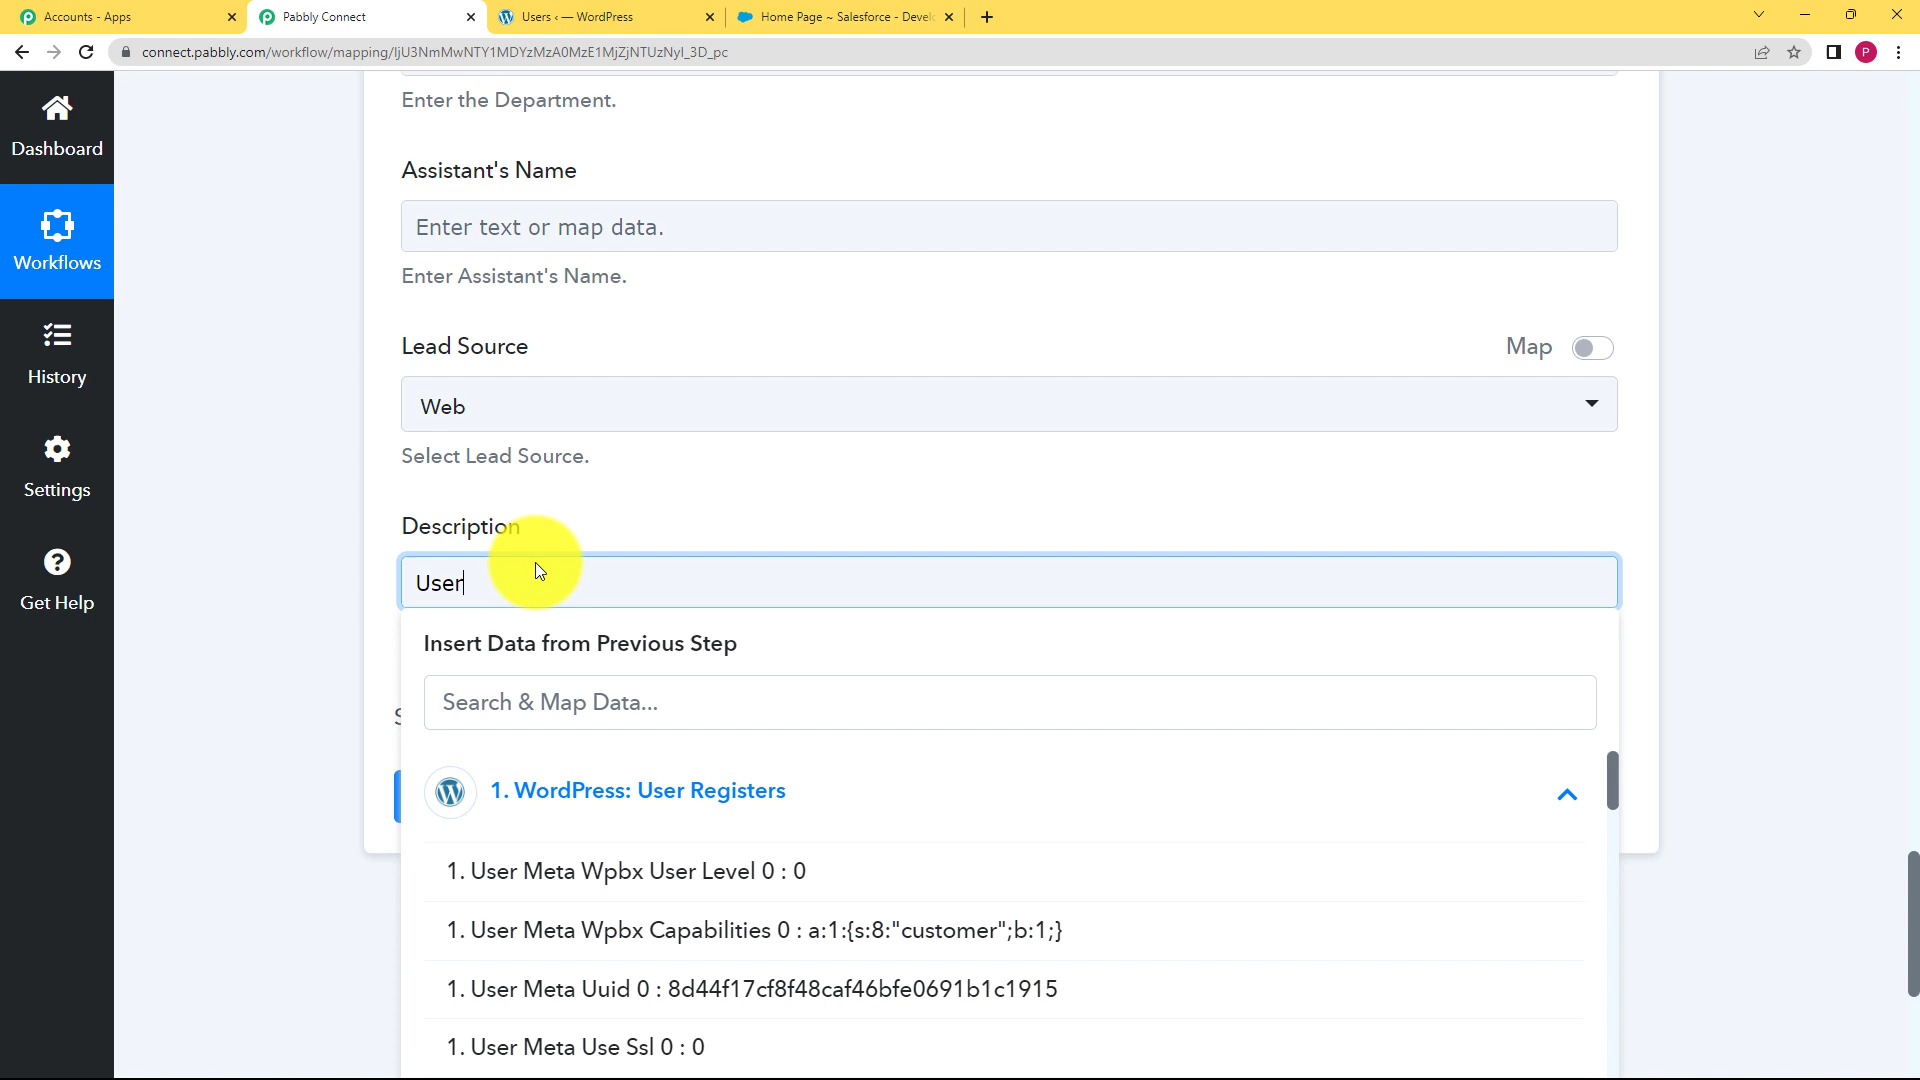 Accounts - Apps
Pabbly Connect
Users ‹ — WordPress
Home Page ~ Salesforce - Devel
connect.pabbly.com/workflow/mapping/IjU3NmMwNTY1MDYzMzA0MzE1MjZjNTUzNyI_3D_pc
P
Dashboard
Workflows
History
Settings
Get Help
Enter the Department.
Assistant's Name
Enter text or map data.
Enter Assistant's Name.
Lead Source
Map
Web
Select Lead Source.
Description
User
Insert Data from Previous Step
Search & Map Data...
1. WordPress: User Registers
1. User Meta Wpbx User Level 0 : 0
1. User Meta Wpbx Capabilities 0 : a:1:{s:8:"customer";b:1;}
1. User Meta Uuid 0 : 8d44f17cf8f48caf46bfe0691b1c1915
1. User Meta Use Ssl 0 : 0